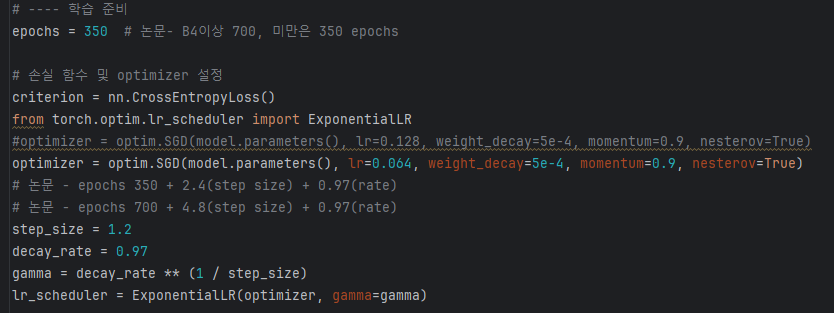 # ---- 학습 준비
epochs = 350  # 논문- B4이상 700, 미만은 350 epochs
# 손실 함수 및 optimizer 설정
criterion = nn.CrossEntropyLoss()
from torch.optim.lr_scheduler import ExponentialLR
#optimizer = optim.SGD(model.parameters(), lr=0.128, weight_decay=5e-4, momentum=0.9, nesterov=True)
optimizer = optim.SGD(model.parameters(), lr=0.064, weight_decay=5e-4, momentum=0.9, nesterov=True)
# 논문 - epochs 350 + 2.4(step size) + 0.97(rate)
# 논문 - epochs 700 + 4.8(step size) + 0.97(rate)
step_size = 1.2
decay_rate = 0.97
gamma = decay_rate ** (1 / step_size)
lr_scheduler = ExponentialLR(optimizer, gamma=gamma)